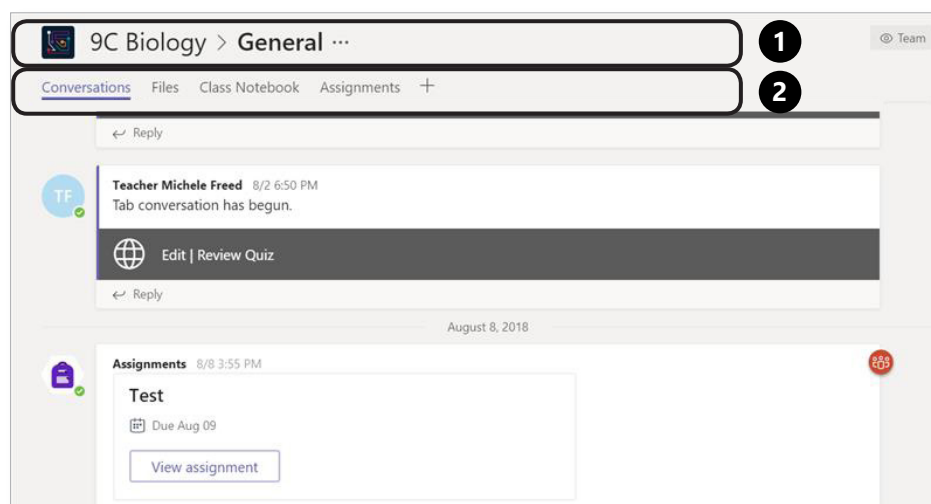 9C Biology > General ...
1
Team
Conversations Files Class Notebook Assignments +
2
Reply
TF
Teacher Michele Freed 8/2 6:50 PM
Tab conversation has begun.
Edit | Review Quiz
Reply
August 8, 2018
Assignments 8/8 3:55 PM
Test
Due Aug 09
View assignment